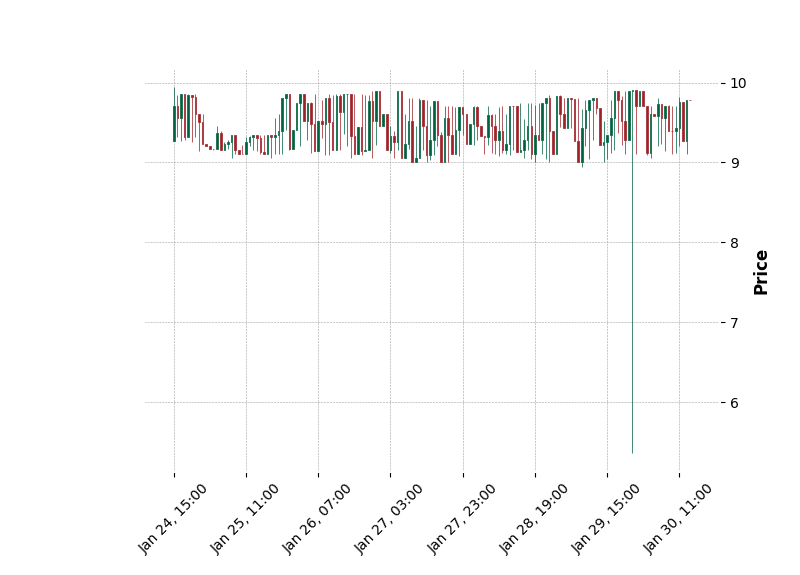 10
9
8
7
6
Price
Jan 24, 15:00
Jan 25, 11:00
Jan 26, 07:00
Jan 27, 03:00
Jan 27, 23:00
Jan 28, 19:00
Jan 29, 15:00
Jan 30, 11:00